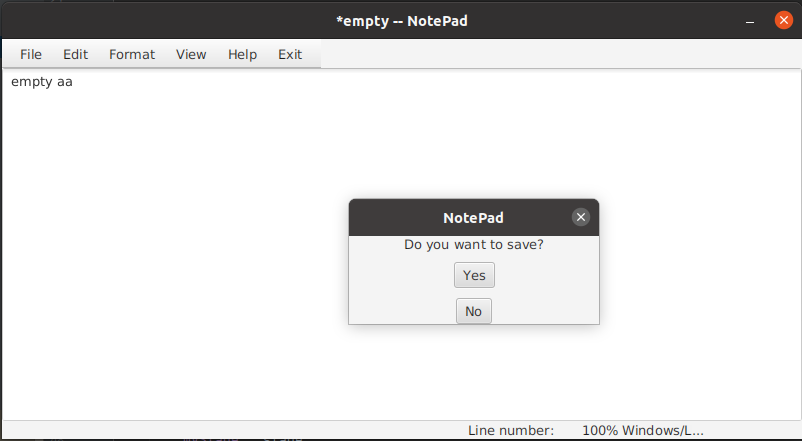 *empty -- NotePad
File Edit Format View Help Exit
empty aa
NotePad
Do you want to save?
Yes
No
Line number: 100% Windows/L...